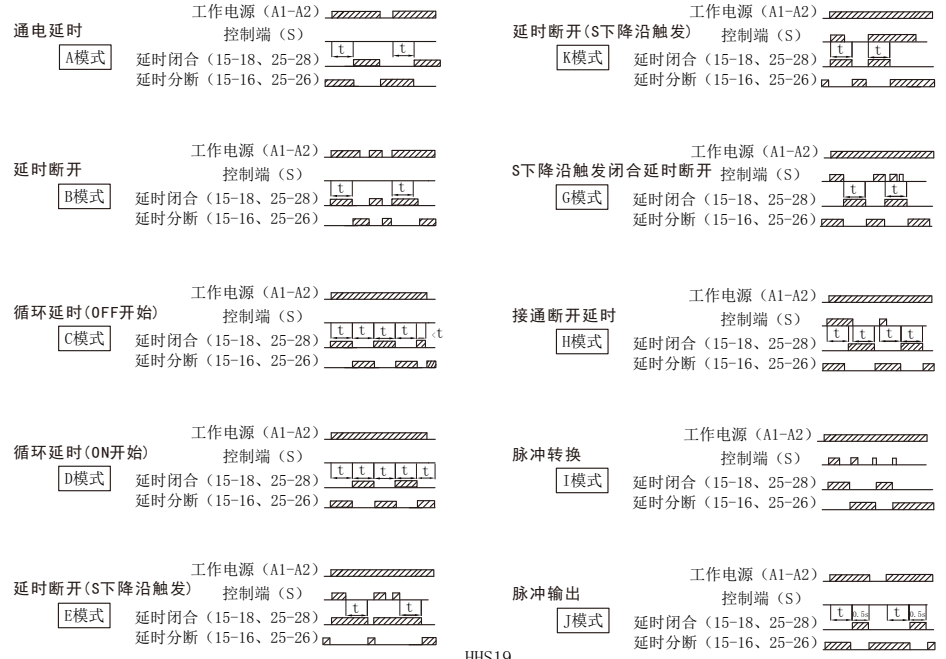 通电延时
A模式
工作电源（A1-A2）
控制端（S）
t t
延时闭合（15-18、25-28）
延时分断（15-16、25-26）
延时断开
B模式
工作电源（A1-A2）
控制端（S）
t t
延时闭合（15-18、25-28）
延时分断（15-16、25-26）
循环延时(OFF开始)
C模式
工作电源（A1-A2）
控制端（S）
t t t t <t
延时闭合（15-18、25-28）
延时分断（15-16、25-26）
循环延时(ON开始)
D模式
工作电源（A1-A2）
控制端（S）
t t t t t
延时闭合（15-18、25-28）
延时分断（15-16、25-26）
延时断开(S下降沿触发)
E模式
工作电源（A1-A2）
控制端（S）
t t
延时闭合（15-18、25-28）
延时分断（15-16、25-26）
延时断开(S下降沿触发)
K模式
工作电源（A1-A2）
控制端（S）
t t
延时闭合（15-18、25-28）
延时分断（15-16、25-26）
S下降沿触发闭合延时断开
G模式
工作电源（A1-A2）
控制端（S）
t t
延时闭合（15-18、25-28）
延时分断（15-16、25-26）
接通断开延时
H模式
工作电源（A1-A2）
控制端（S）
t t t t
延时闭合（15-18、25-28）
延时分断（15-16、25-26）
脉冲转换
I模式
工作电源（A1-A2）
控制端（S）
延时闭合（15-18、25-28）
延时分断（15-16、25-26）
脉冲输出
J模式
工作电源（A1-A2）
控制端（S）
t 0.5s t 0.5s
延时闭合（15-18、25-28）
延时分断（15-16、25-26）
HHS19